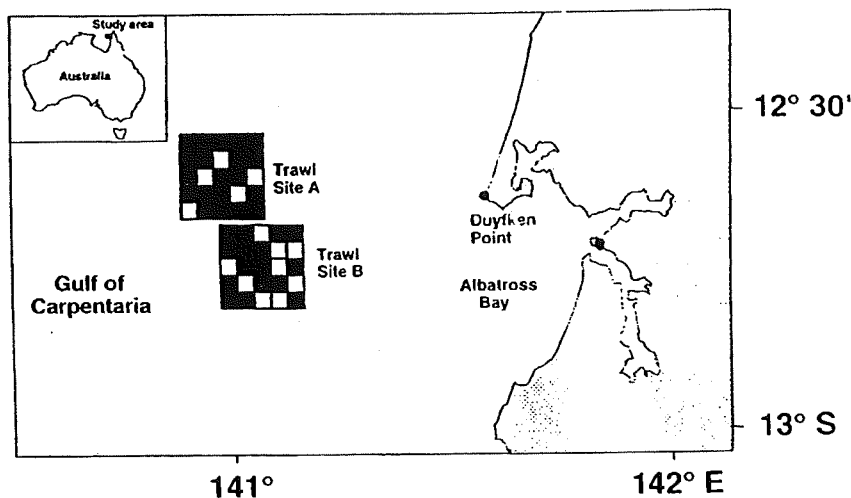 Study area
Australia
12° 30'
Trawl
Site A
Duyfken
Point
Trawl
Site B
Gulf of
Carpentaria
Albatross
Bay
13° S
141°
142° E